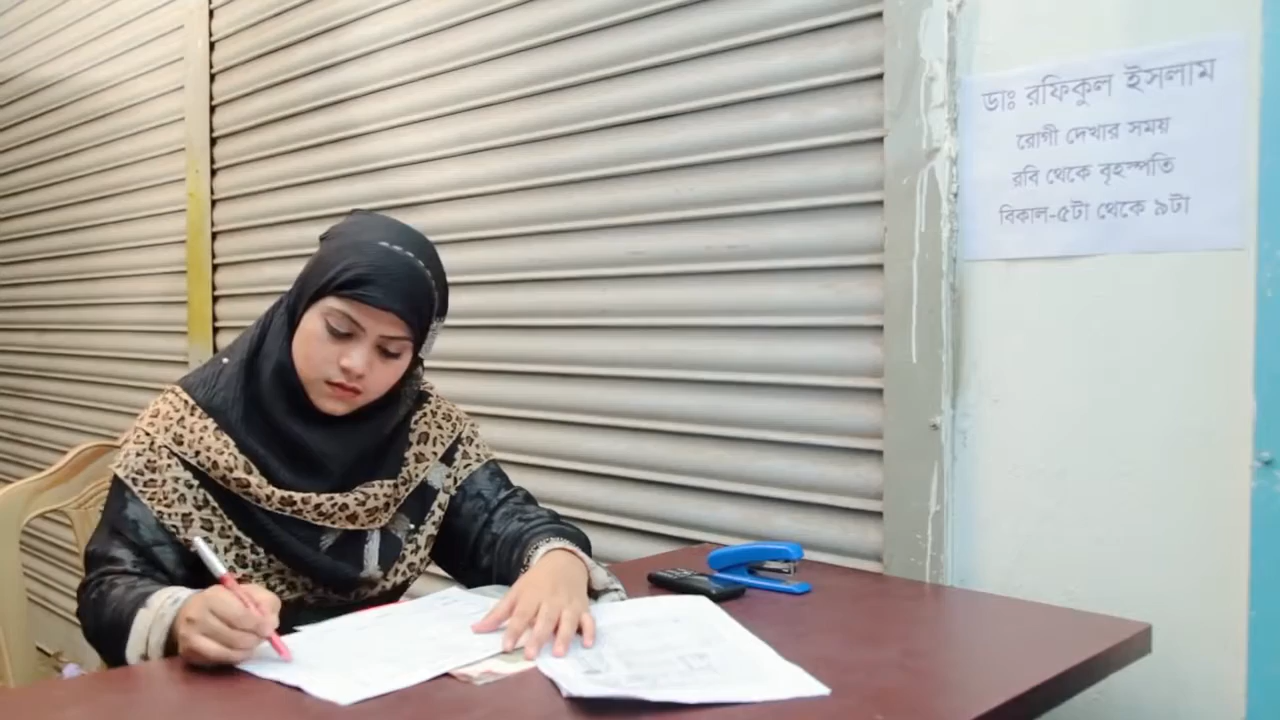 ডাঃ রফিকুল ইসলাম
রোগী দেখার সময়
রবি থেকে বৃহস্পতি
বিকাল-৫টা থেকে ৯টা